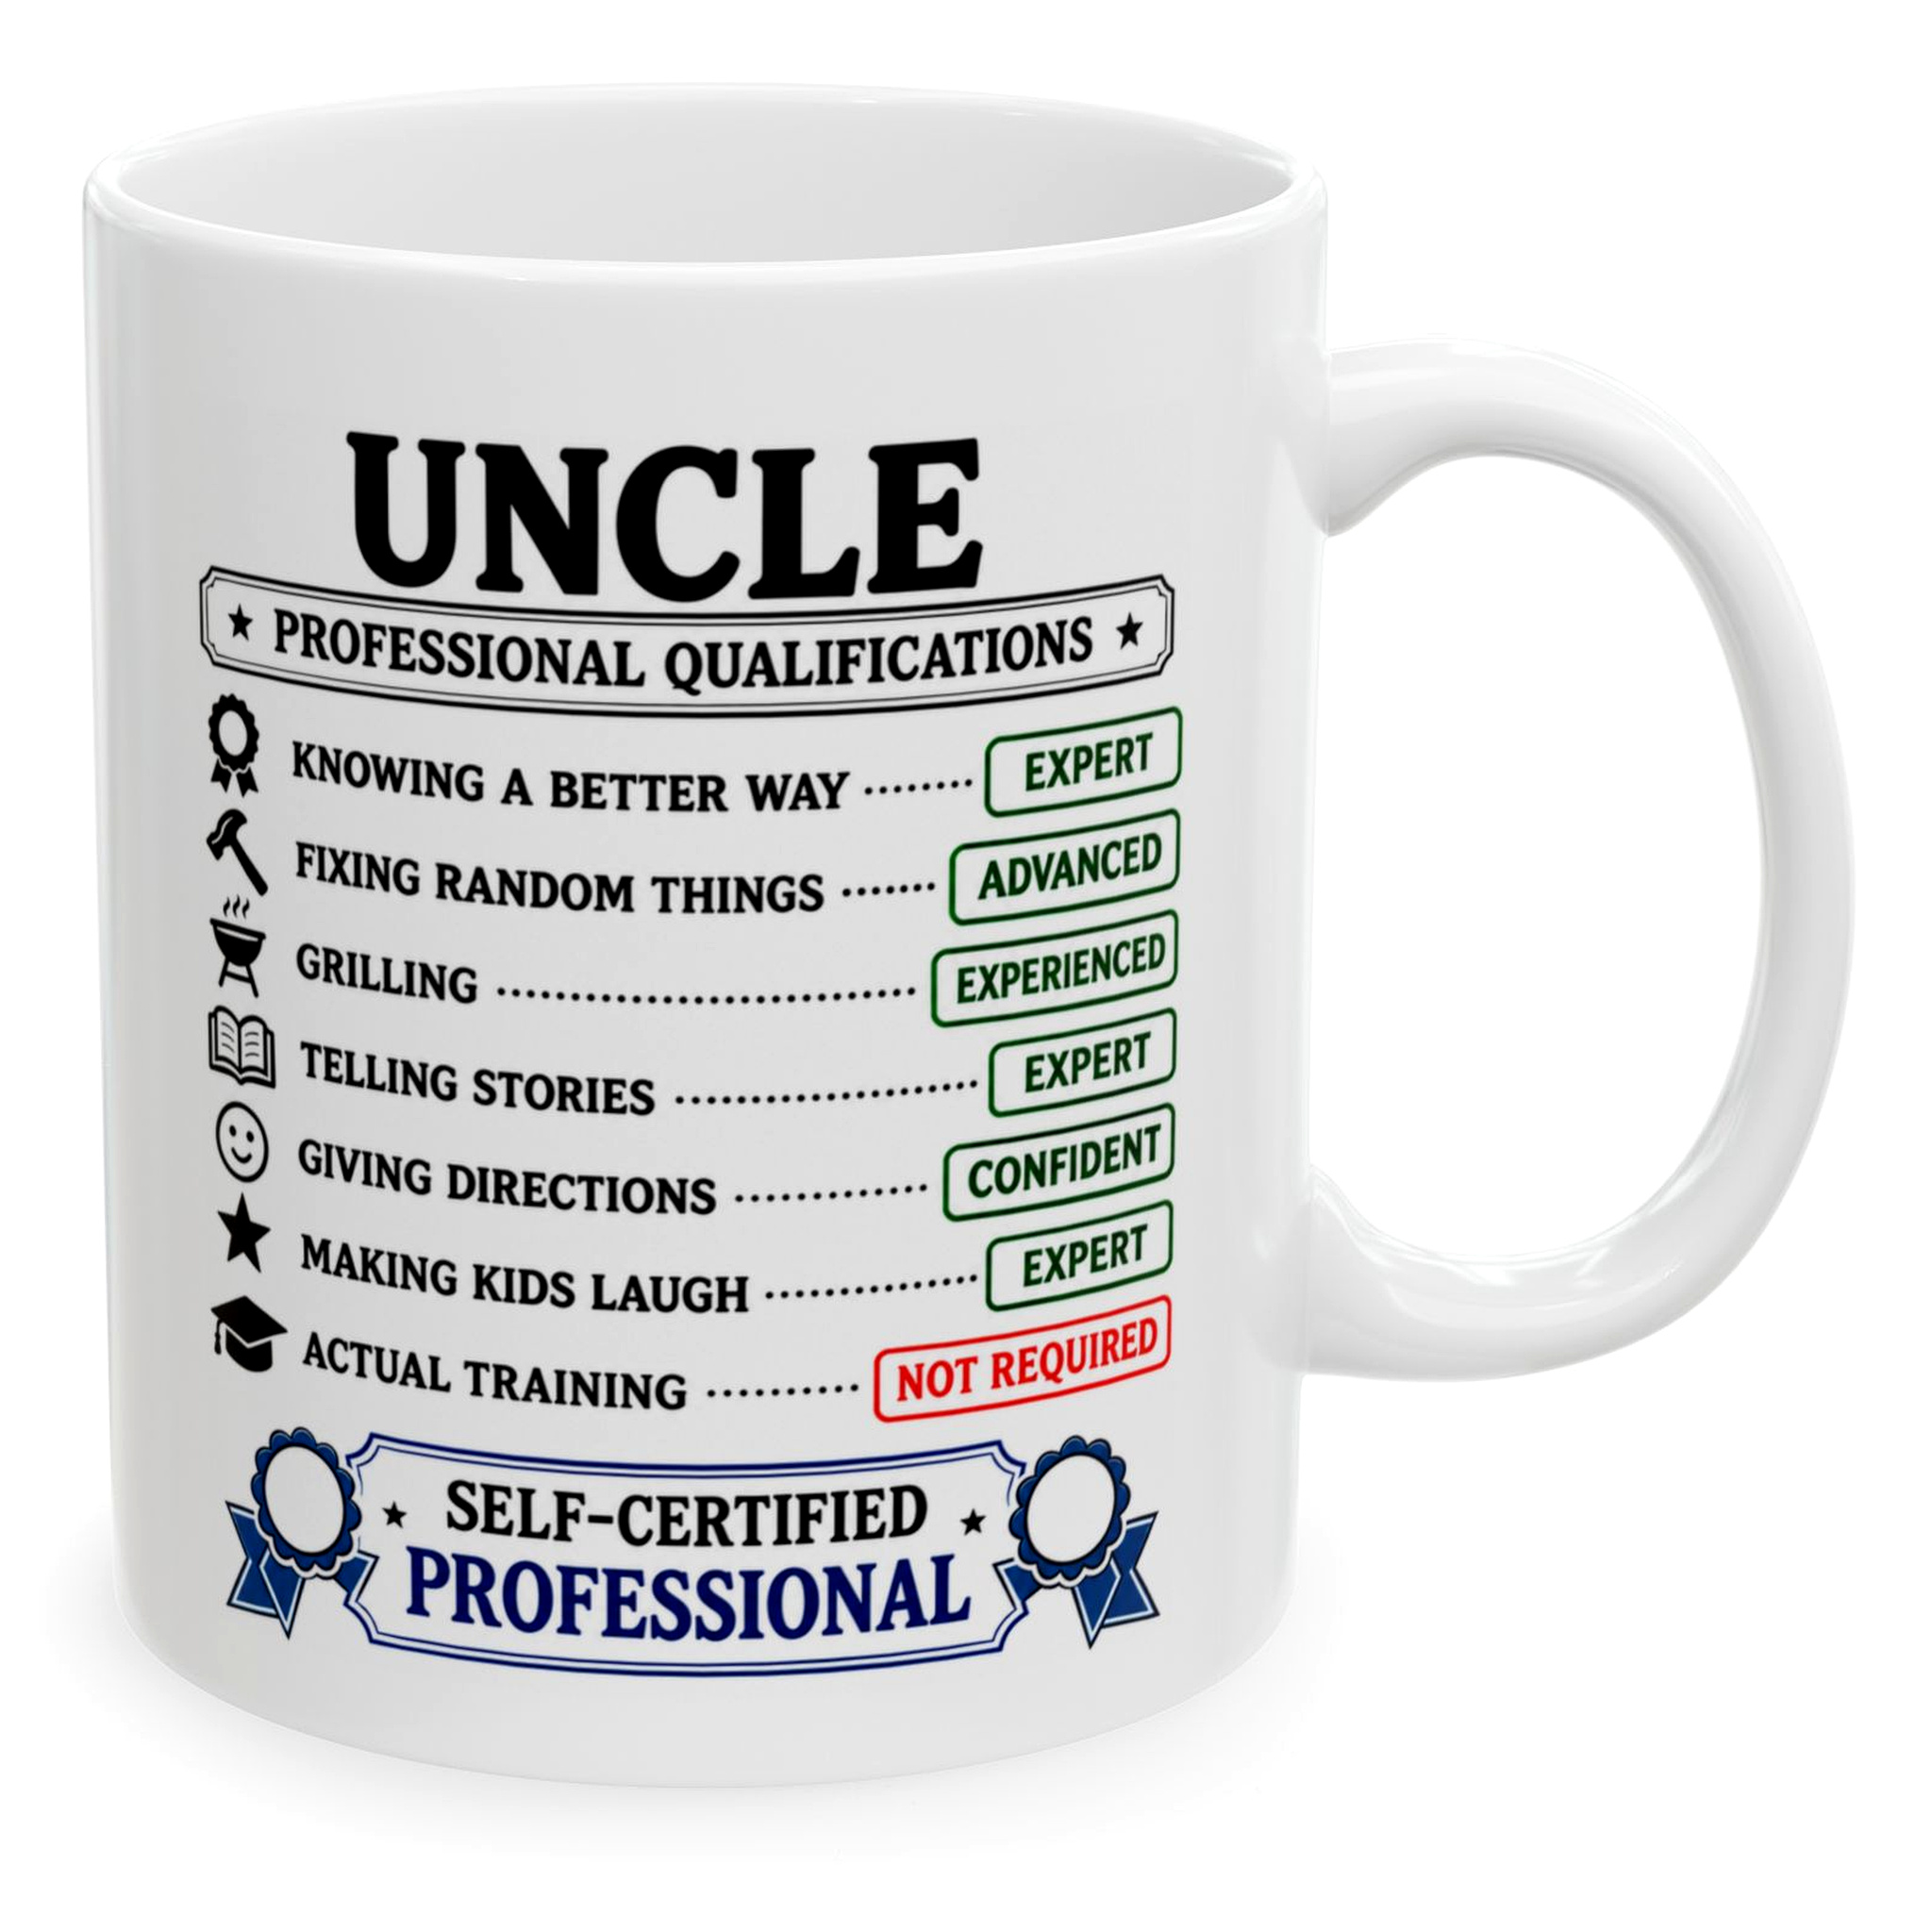 UNCLE
★ PROFESSIONAL QUALIFICATIONS ★
KNOWING A BETTER WAY ........ EXPERT
FIXING RANDOM THINGS ....... ADVANCED
GRILLING ............................ EXPERIENCED
TELLING STORIES .................... EXPERT
GIVING DIRECTIONS ............. CONFIDENT
MAKING KIDS LAUGH .............. EXPERT
ACTUAL TRAINING .......... NOT REQUIRED
★ SELF-CERTIFIED ★
PROFESSIONAL